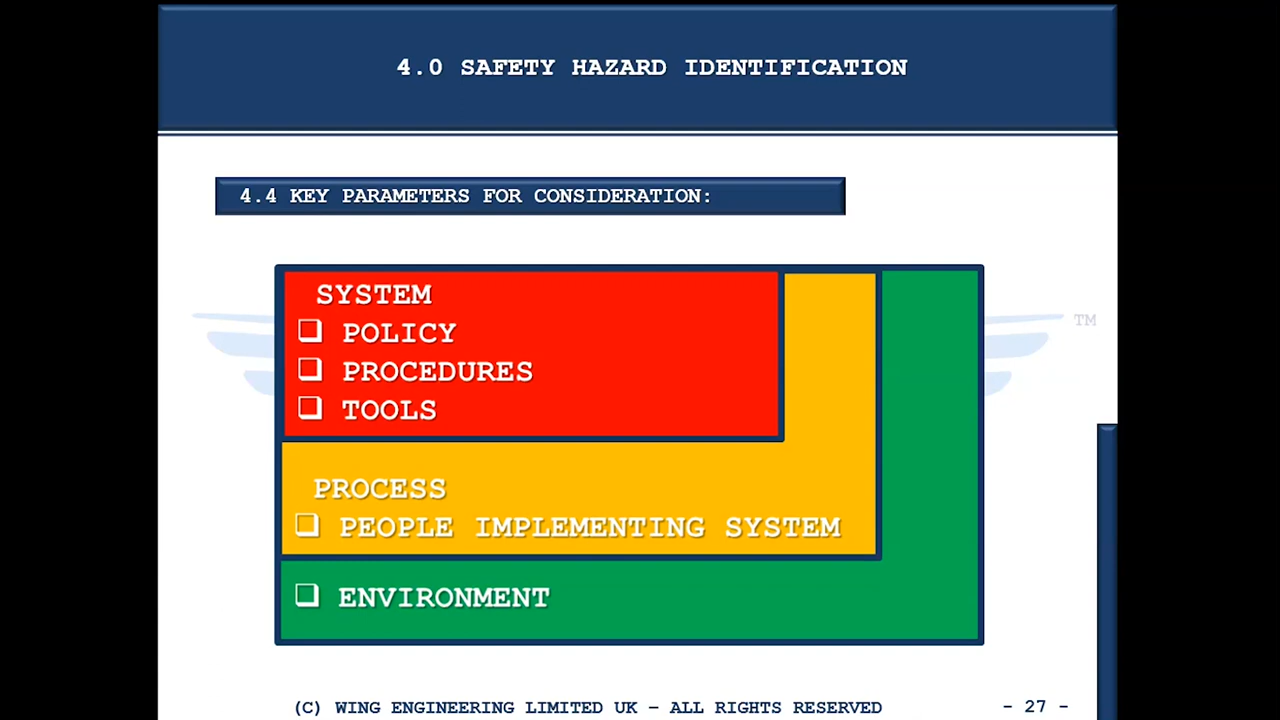 4.0 SAFETY HAZARD IDENTIFICATION
4.4 KEY PARAMETERS FOR CONSIDERATION:
SYSTEM
❑ POLICY
❑ PROCEDURES
❑ TOOLS
PROCESS
❑ PEOPLE IMPLEMENTING SYSTEM
❑ ENVIRONMENT
TM
(C) WING ENGINEERING LIMITED UK – ALL RIGHTS RESERVED
- 27 -